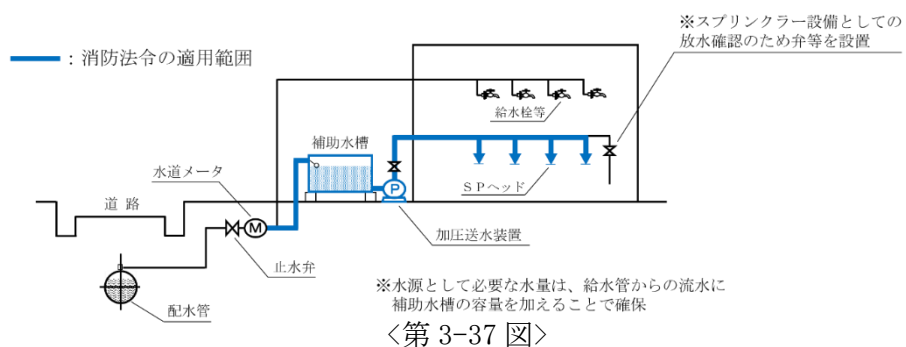 ※スプリンクラー設備としての
放水確認のため弁等を設置
：消防法令の適用範囲
給水栓等
補助水槽
水道メータ
P
SPヘッド
道 路
M
加圧送水装置
止水弁
配水管
※水源として必要な水量は、給水管からの流水に
補助水槽の容量を加えることで確保
<第 3-37 図>